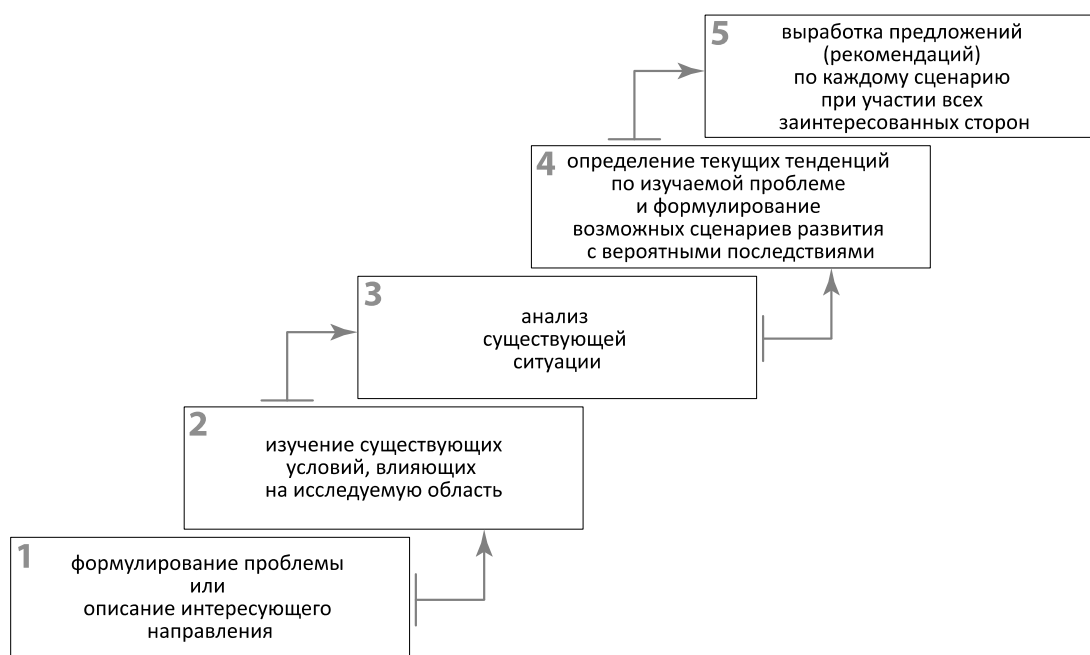 5
выработка предложений
(рекомендаций)
по каждому сценарию
при участии всех
заинтересованных сторон
4
определение текущих тенденций
по изучаемой проблеме
и формулирование
возможных сценариев развития
с вероятными последствиями
3
анализ
существующей
ситуации
2
изучение существующих
условий, влияющих
на исследуемую область
1
формулирование проблемы
или
описание интересующего
направления